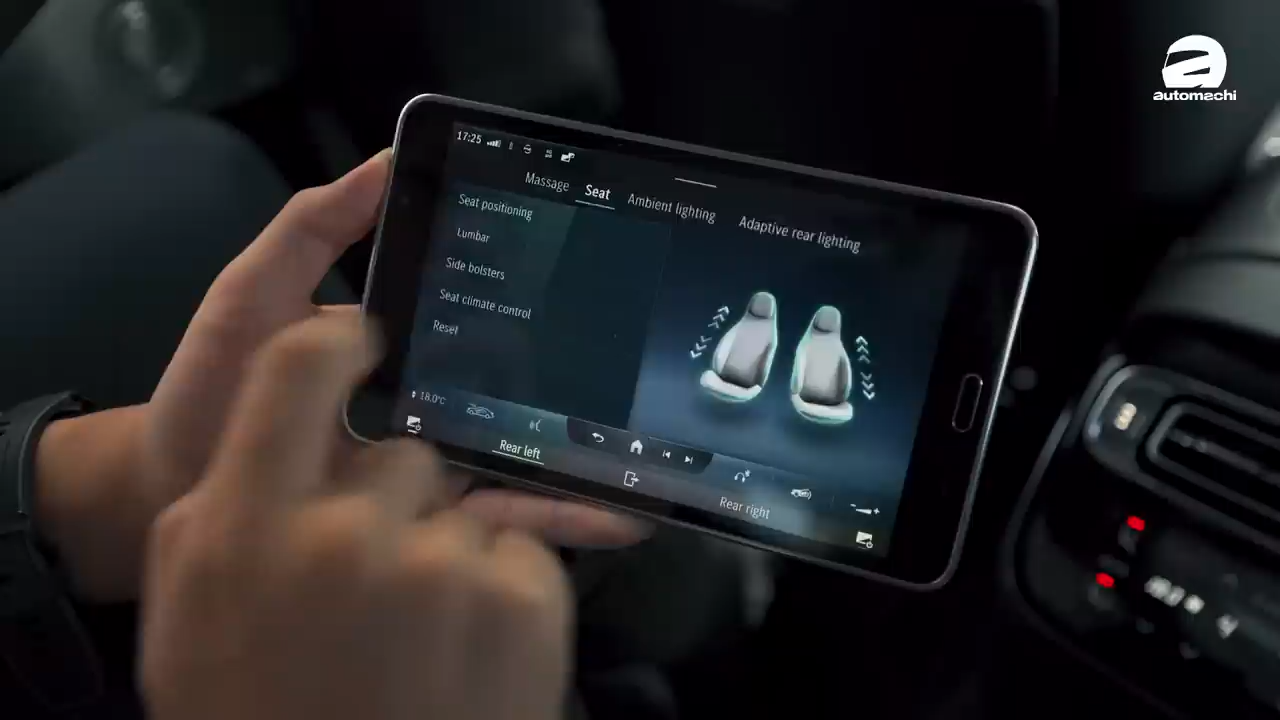 automachi
17:25
Massage Seat Ambient lighting Adaptive rear lighting
Seat positioning
Lumbar
Side bolsters
Seat climate control
Reset
18.0°C
Rear left
Rear right